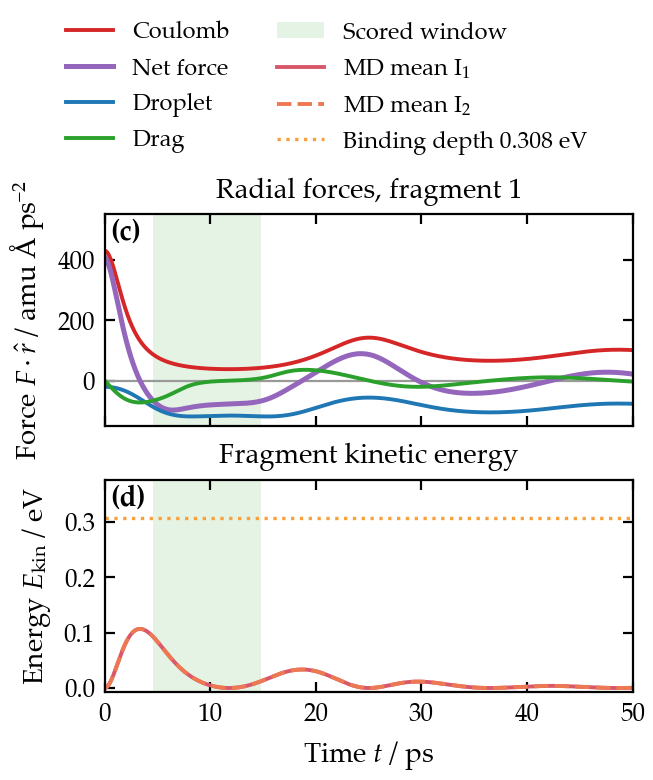 Coulomb
Net force
Droplet
Drag
Scored window
MD mean I₁
MD mean I₂
Binding depth 0.308 eV
Radial forces, fragment 1
(c)
Force F · r̂ / amu Å ps⁻²
400
200
0
Fragment kinetic energy
(d)
Energy Eₖᵢₙ / eV
0.3
0.2
0.1
0.0
0 10 20 30 40 50
Time t / ps